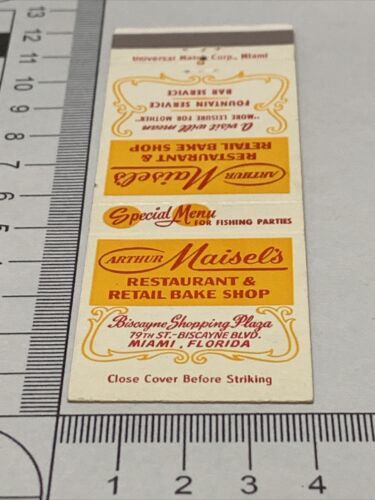 Universal Match Corp., Miami
A visit will mean
"MORE LEISURE FOR MOTHER"
FOUNTAIN SERVICE
BAR SERVICE
ARTHUR Maisel's
RESTAURANT &
RETAIL BAKE SHOP
Special Menu
FOR FISHING PARTIES
ARTHUR Maisel's
RESTAURANT &
RETAIL BAKE SHOP
Biscayne Shopping Plaza
79TH ST.-BISCAYNE BLVD.
MIAMI, FLORIDA
Close Cover Before Striking
13
12
11
10
9
8
7
6
5
1
2
3
4